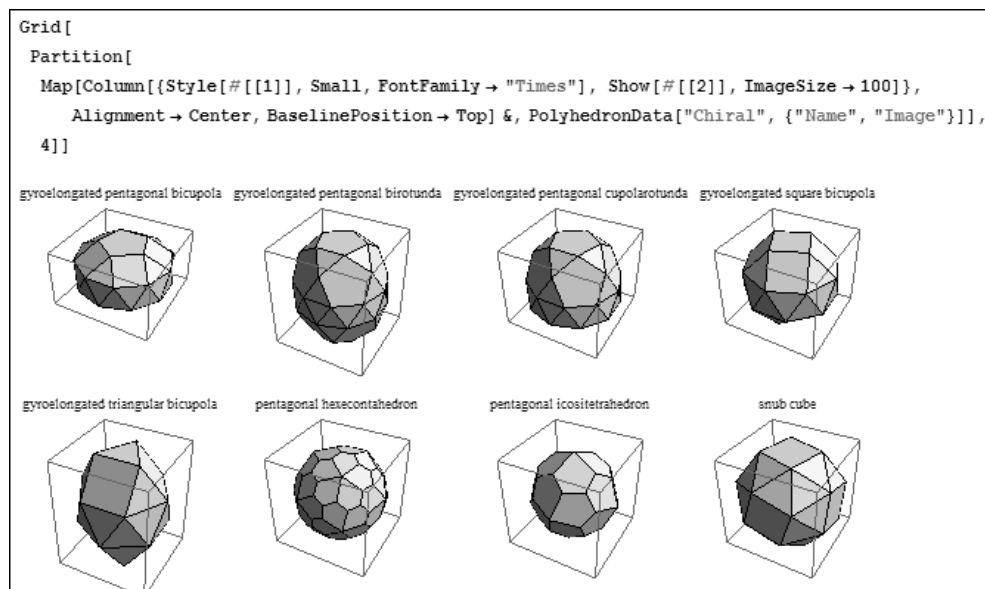 Grid[
Partition[
Map[Column[{Style[#[[1]], Small, FontFamily → "Times"], Show[#[[2]], ImageSize → 100]},
Alignment → Center, BaselinePosition → Top] &, PolyhedronData["Chiral", {"Name", "Image"}]],
4]]
gyroelongated pentagonal bicupola gyroelongated pentagonal birotunda gyroelongated pentagonal cupolarotunda gyroelongated square bicupola
gyroelongated triangular bicupola pentagonal hexecontahedron pentagonal icositetrahedron snub cube